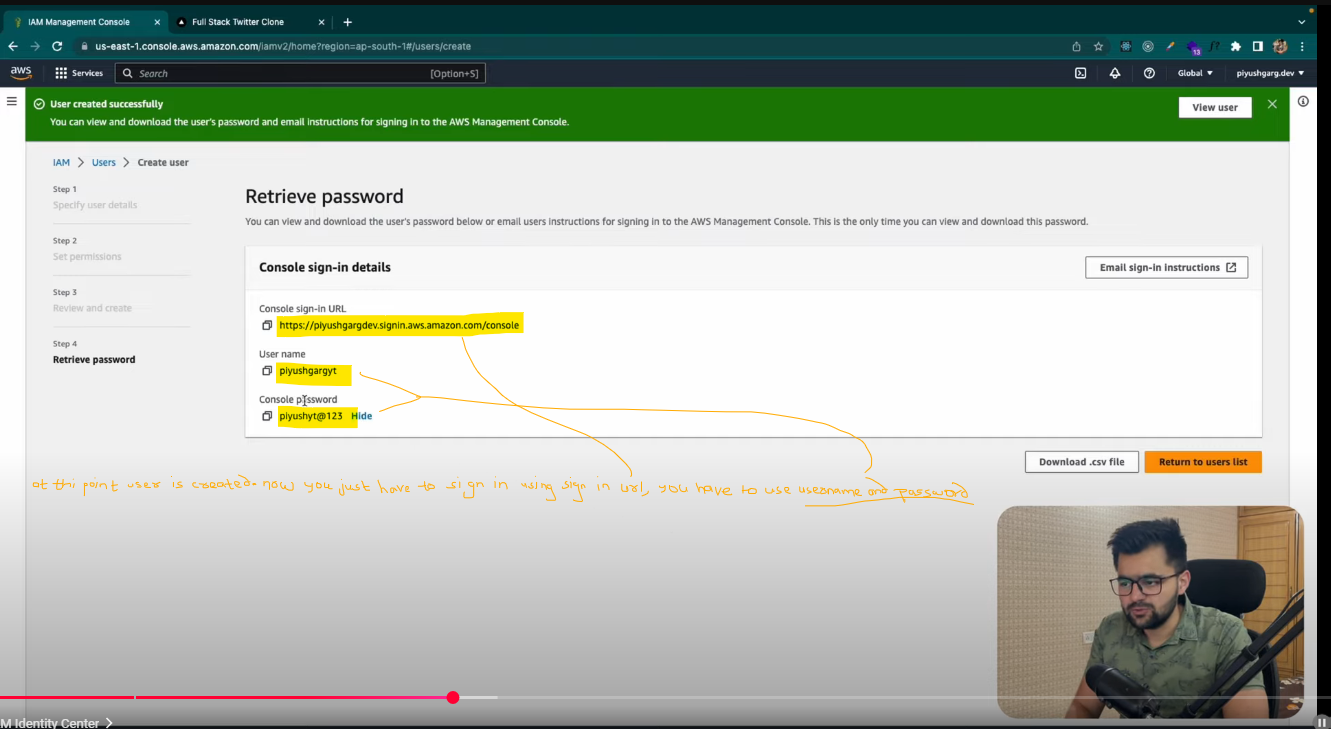 IAM Management Console
Full Stack Twitter Clone
us-east-1.console.aws.amazon.com/iamv2/home?region=ap-south-1#/users/create
13
aws
Services
Search
[Option+S]
Global
piyushgarg.dev
User created successfully
You can view and download the user's password and email instructions for signing in to the AWS Management Console.
View user
IAM > Users > Create user
Step 1
Specify user details
Step 2
Set permissions
Step 3
Review and create
Step 4
Retrieve password
Retrieve password
You can view and download the user's password below or email users instructions for signing in to the AWS Management Console. This is the only time you can view and download this password.
Console sign-in details
Email sign-in instructions
Console sign-in URL
https://piyushgargdev.signin.aws.amazon.com/console
User name
piyushgargyt
Console password
piyushyt@123 Hide
Download .csv file
Return to users list
at thi point user is created. now you just have to sign in using sign in url, you have to use username and password
M Identity Center >